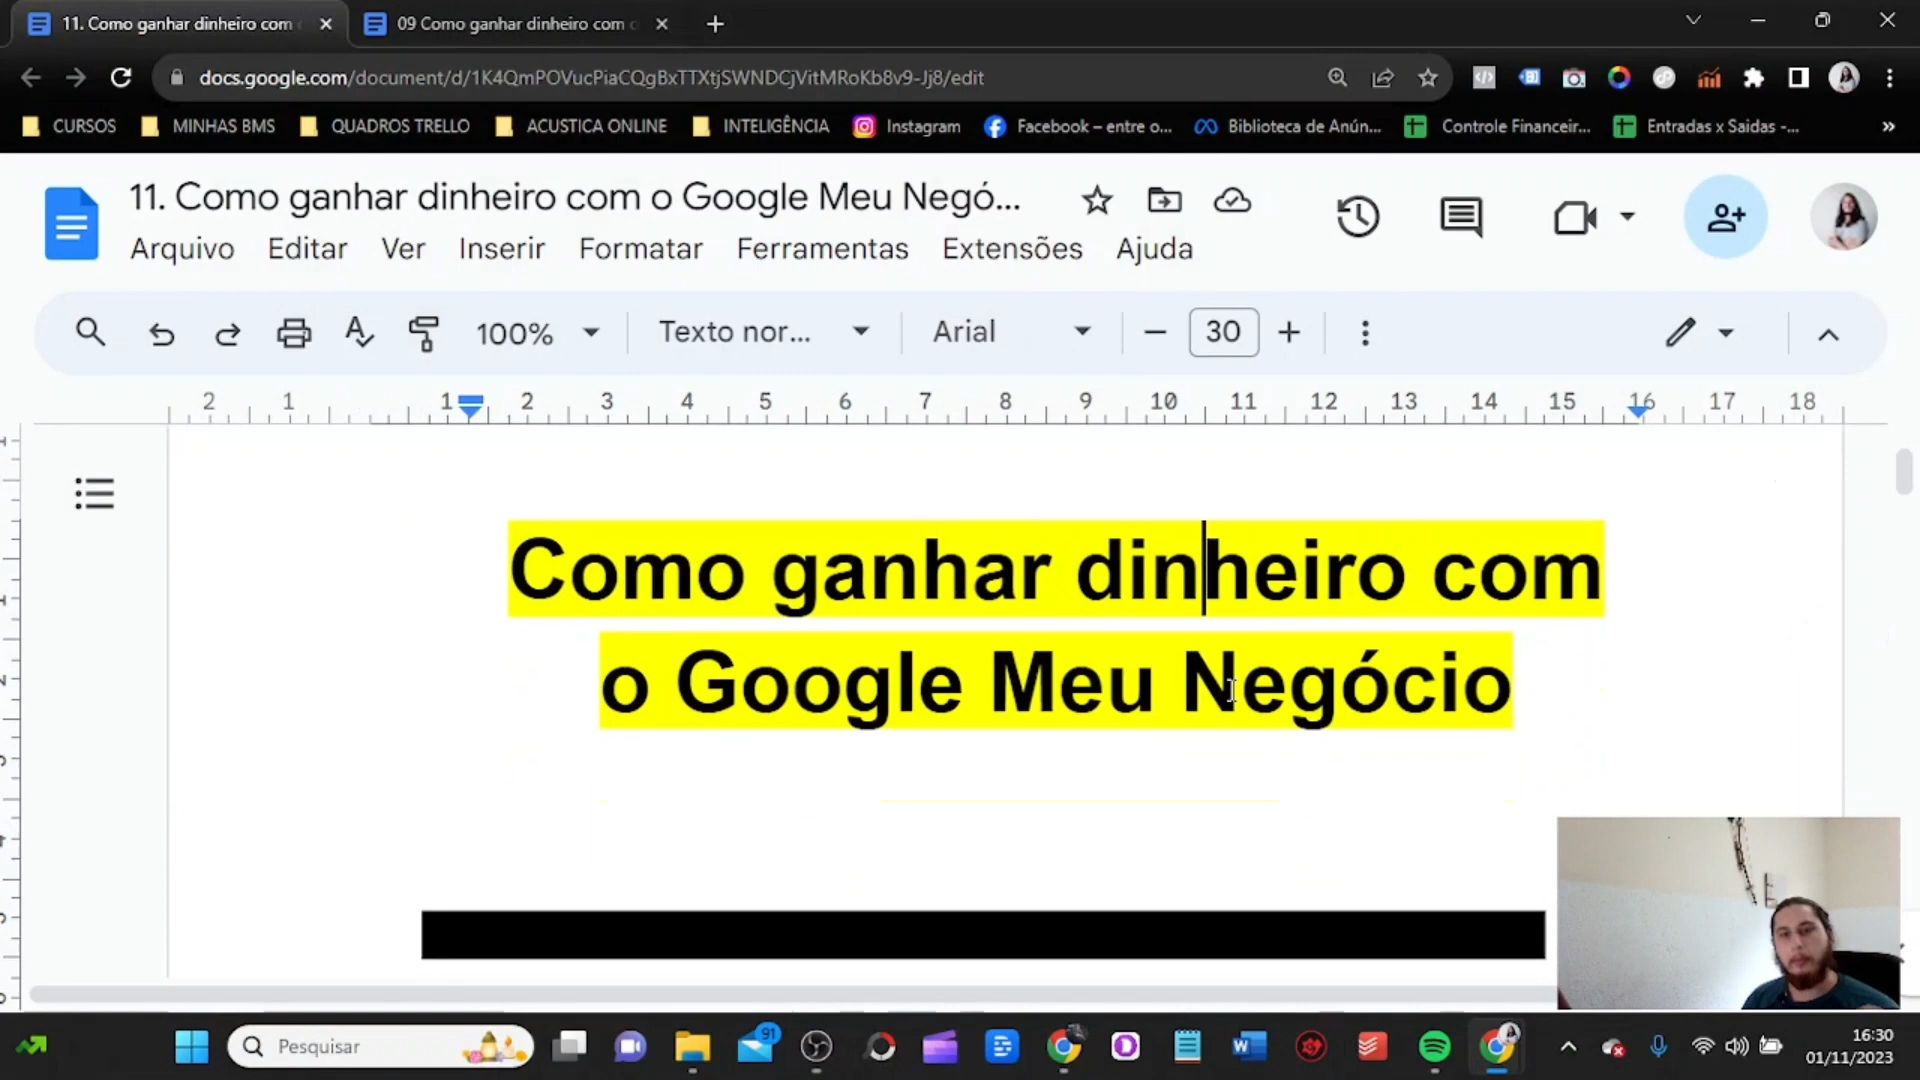 11. Como ganhar dinheiro com
09 Como ganhar dinheiro com
docs.google.com/document/d/1K4QmPOVucPiaCQgBxTTXtjSWNDCjVitMRoKb8v9-Jj8/edit
CURSOS MINHAS BMS QUADROS TRELLO ACUSTICA ONLINE INTELIGÊNCIA Instagram Facebook – entre o... Biblioteca de Anún... Controle Financeir... Entradas x Saidas -... »
11. Como ganhar dinheiro com o Google Meu Negó...
Arquivo Editar Ver Inserir Formatar Ferramentas Extensões Ajuda
100% Texto nor... Arial − 30 +
2 1 1 2 3 4 5 6 7 8 9 10 11 12 13 14 15 16 17 18
Como ganhar dinheiro com
o Google Meu Negócio
Pesquisar
91
16:30
01/11/2023